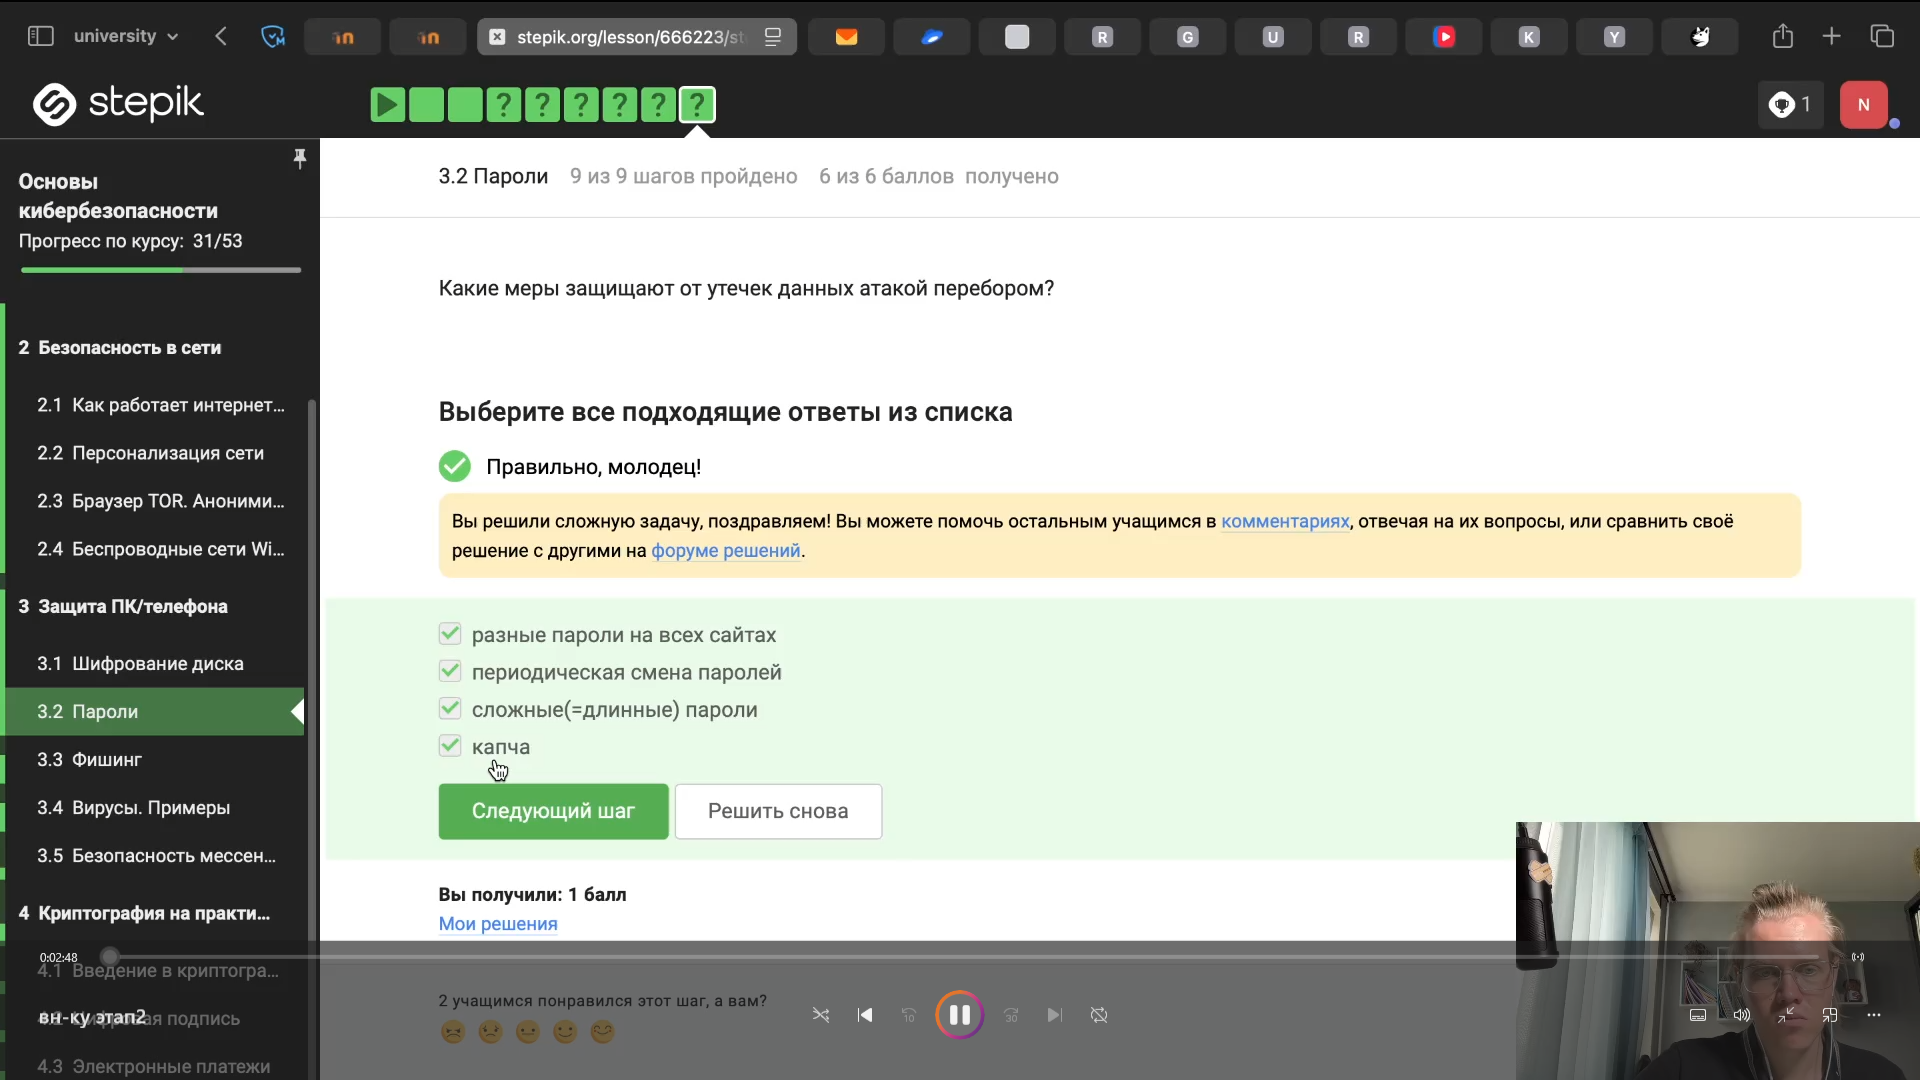 university
stepik.org/lesson/666223/st
R
G
U
R
K
Y
stepik
? ? ? ? ? ?
1
N
Основы
кибербезопасности
Прогресс по курсу: 31/53
2 Безопасность в сети
2.1 Как работает интернет...
2.2 Персонализация сети
2.3 Браузер TOR. Аноними...
2.4 Беспроводные сети Wi...
3 Защита ПК/телефона
3.1 Шифрование диска
3.2 Пароли
3.3 Фишинг
3.4 Вирусы. Примеры
3.5 Безопасность мессен...
4 Криптография на практи...
0:02:48
4.1 Введение в криптогра...
вн-ку этап2
подпись
4.3 Электронные платежи
3.2 Пароли 9 из 9 шагов пройдено 6 из 6 баллов получено
Какие меры защищают от утечек данных атакой перебором?
Выберите все подходящие ответы из списка
Правильно, молодец!
Вы решили сложную задачу, поздравляем! Вы можете помочь остальным учащимся в комментариях, отвечая на их вопросы, или сравнить своё
решение с другими на форуме решений.
разные пароли на всех сайтах
периодическая смена паролей
сложные(=длинные) пароли
капча
Следующий шаг
Решить снова
Вы получили: 1 балл
Мои решения
2 учащимся понравился этот шаг, а вам?
10
30